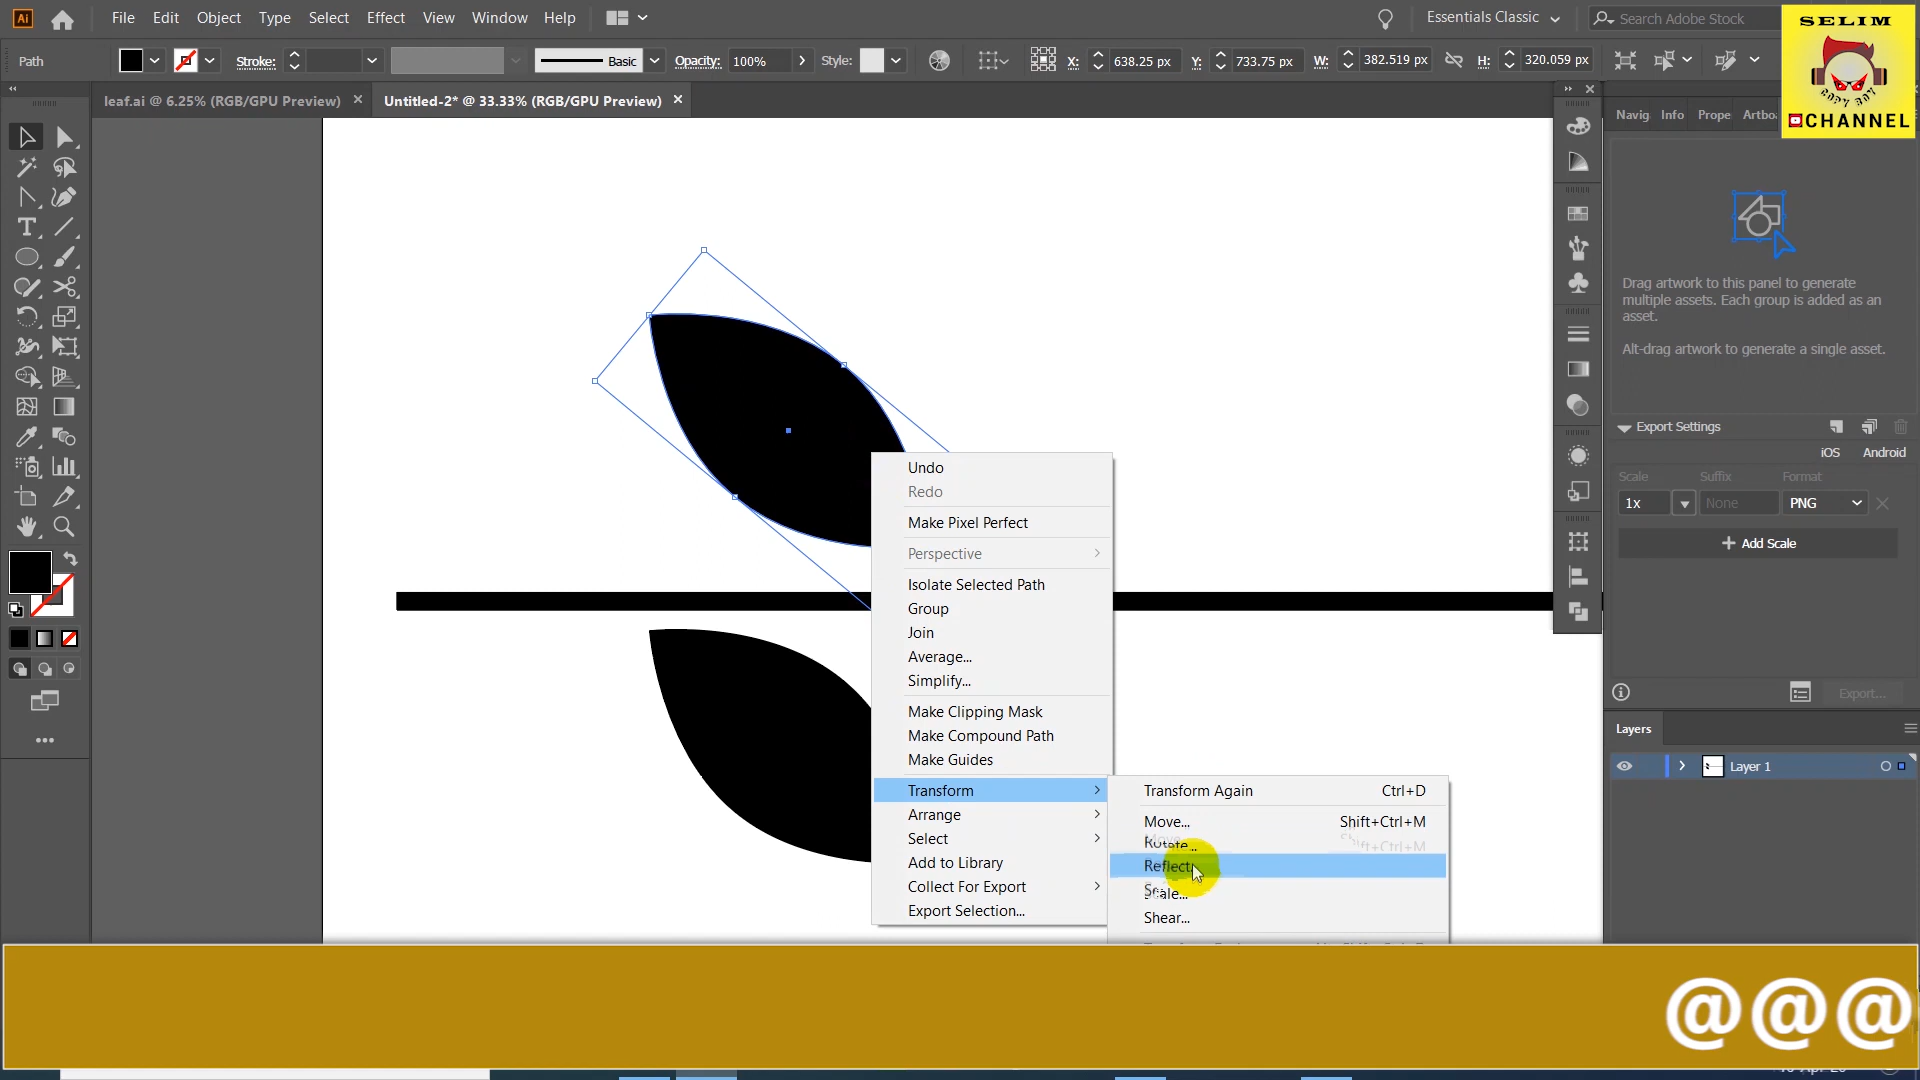 Ai File Edit Object Type Select Effect View Window Help Essentials Classic Search Adobe Stock
Path Stroke: Basic Opacity: 100% Style: X: 638.25 px Y: 733.75 px W: 382.519 px H: 320.059 px
SELIM
COPY BOY
CHANNEL
leaf.ai @ 6.25% (RGB/GPU Preview) Untitled-2* @ 33.33% (RGB/GPU Preview)
Navig Info Prope Artboa
Drag artwork to this panel to generate
multiple assets. Each group is added as an
asset.
Alt-drag artwork to generate a single asset.
Export Settings
iOS Android
Scale Suffix Format
1x None PNG
+ Add Scale
Export...
Layers
Layer 1
Undo
Redo
Make Pixel Perfect
Perspective
Isolate Selected Path
Group
Join
Average...
Simplify...
Make Clipping Mask
Make Compound Path
Make Guides
Transform
Arrange
Select
Add to Library
Collect For Export
Export Selection...
Transform Again Ctrl+D
Move... Shift+Ctrl+M
Rotate...
Reflect...
Scale...
Shear...
@@@